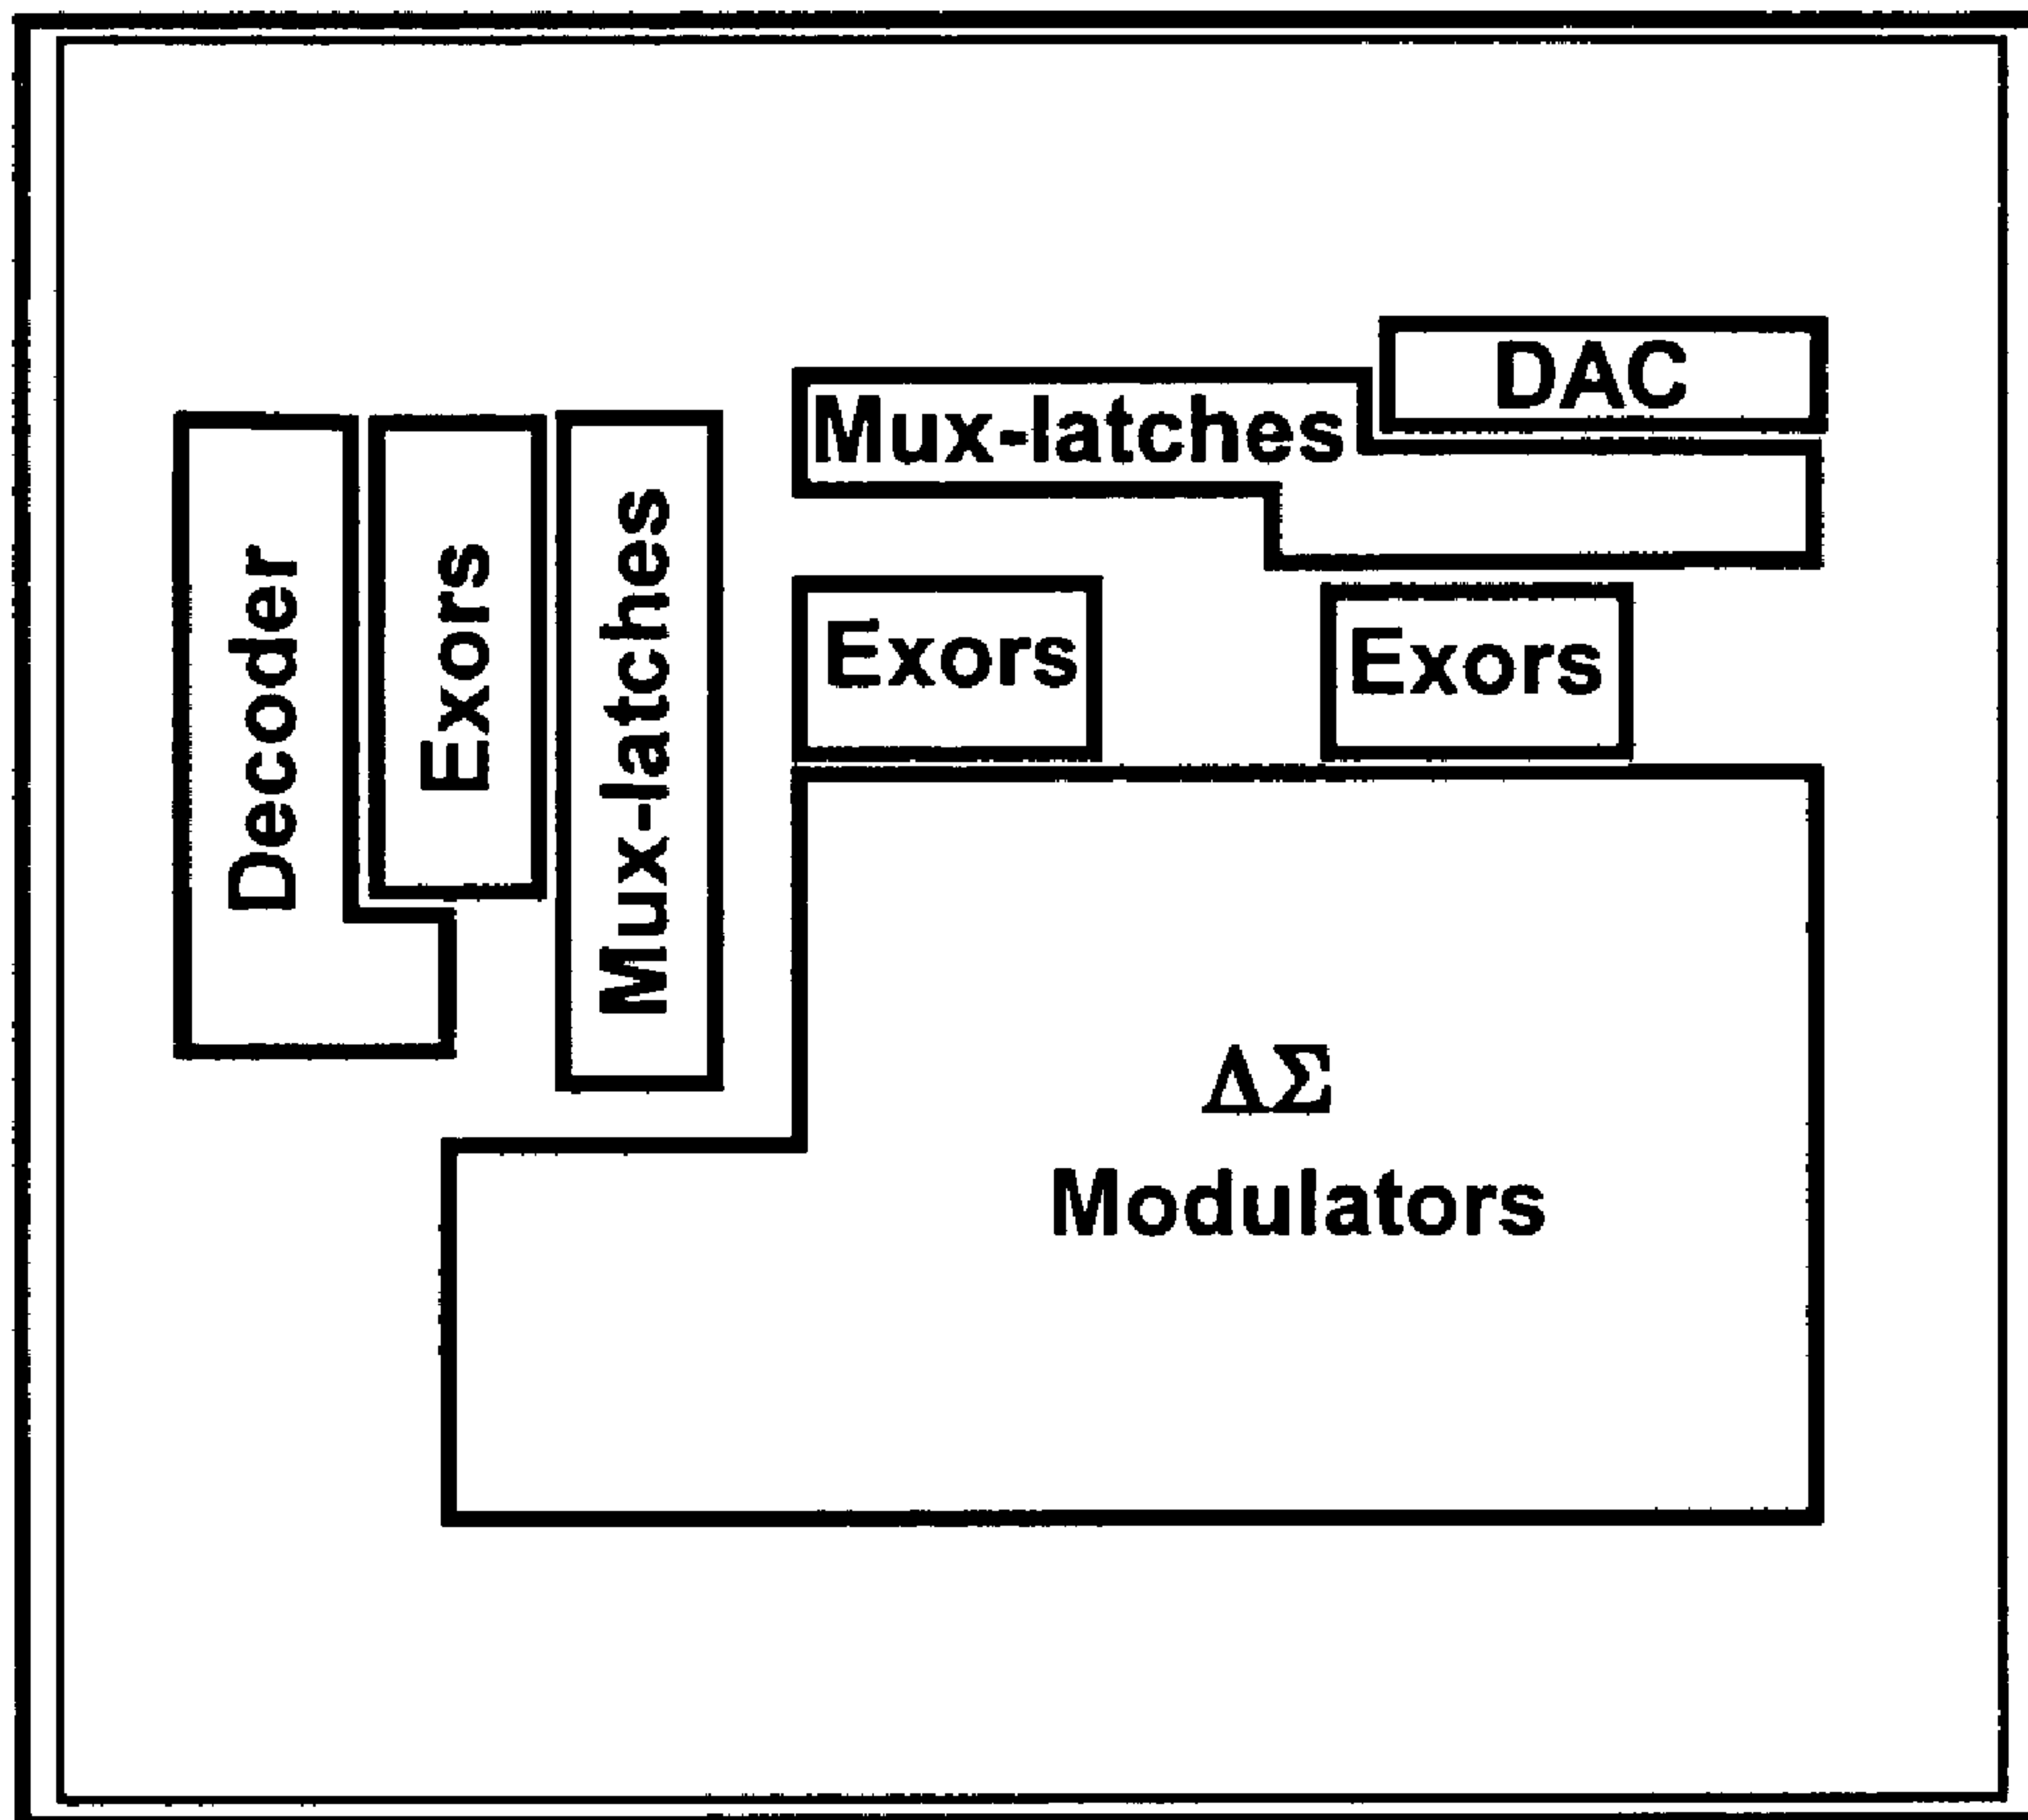 DAC
Mux-latches
Decoder
Exors
Mux-latches
Exors
Exors
ΔΣ
Modulators